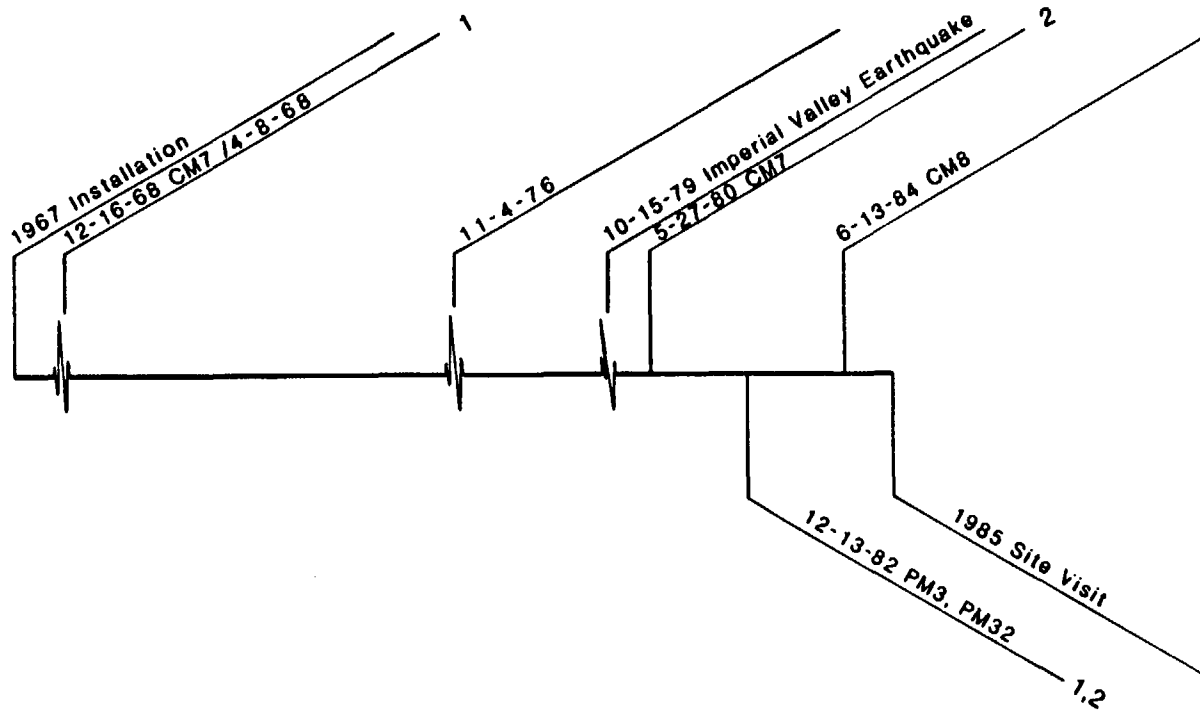 1967 Installation
12-16-68 CM7 /4-8-68
1
11-4-76
10-15-79 Imperial Valley Earthquake
5-27-80 CM7
2
6-13-84 CM8
12-13-82 PM3, PM32
1,2
1985 Site Visit